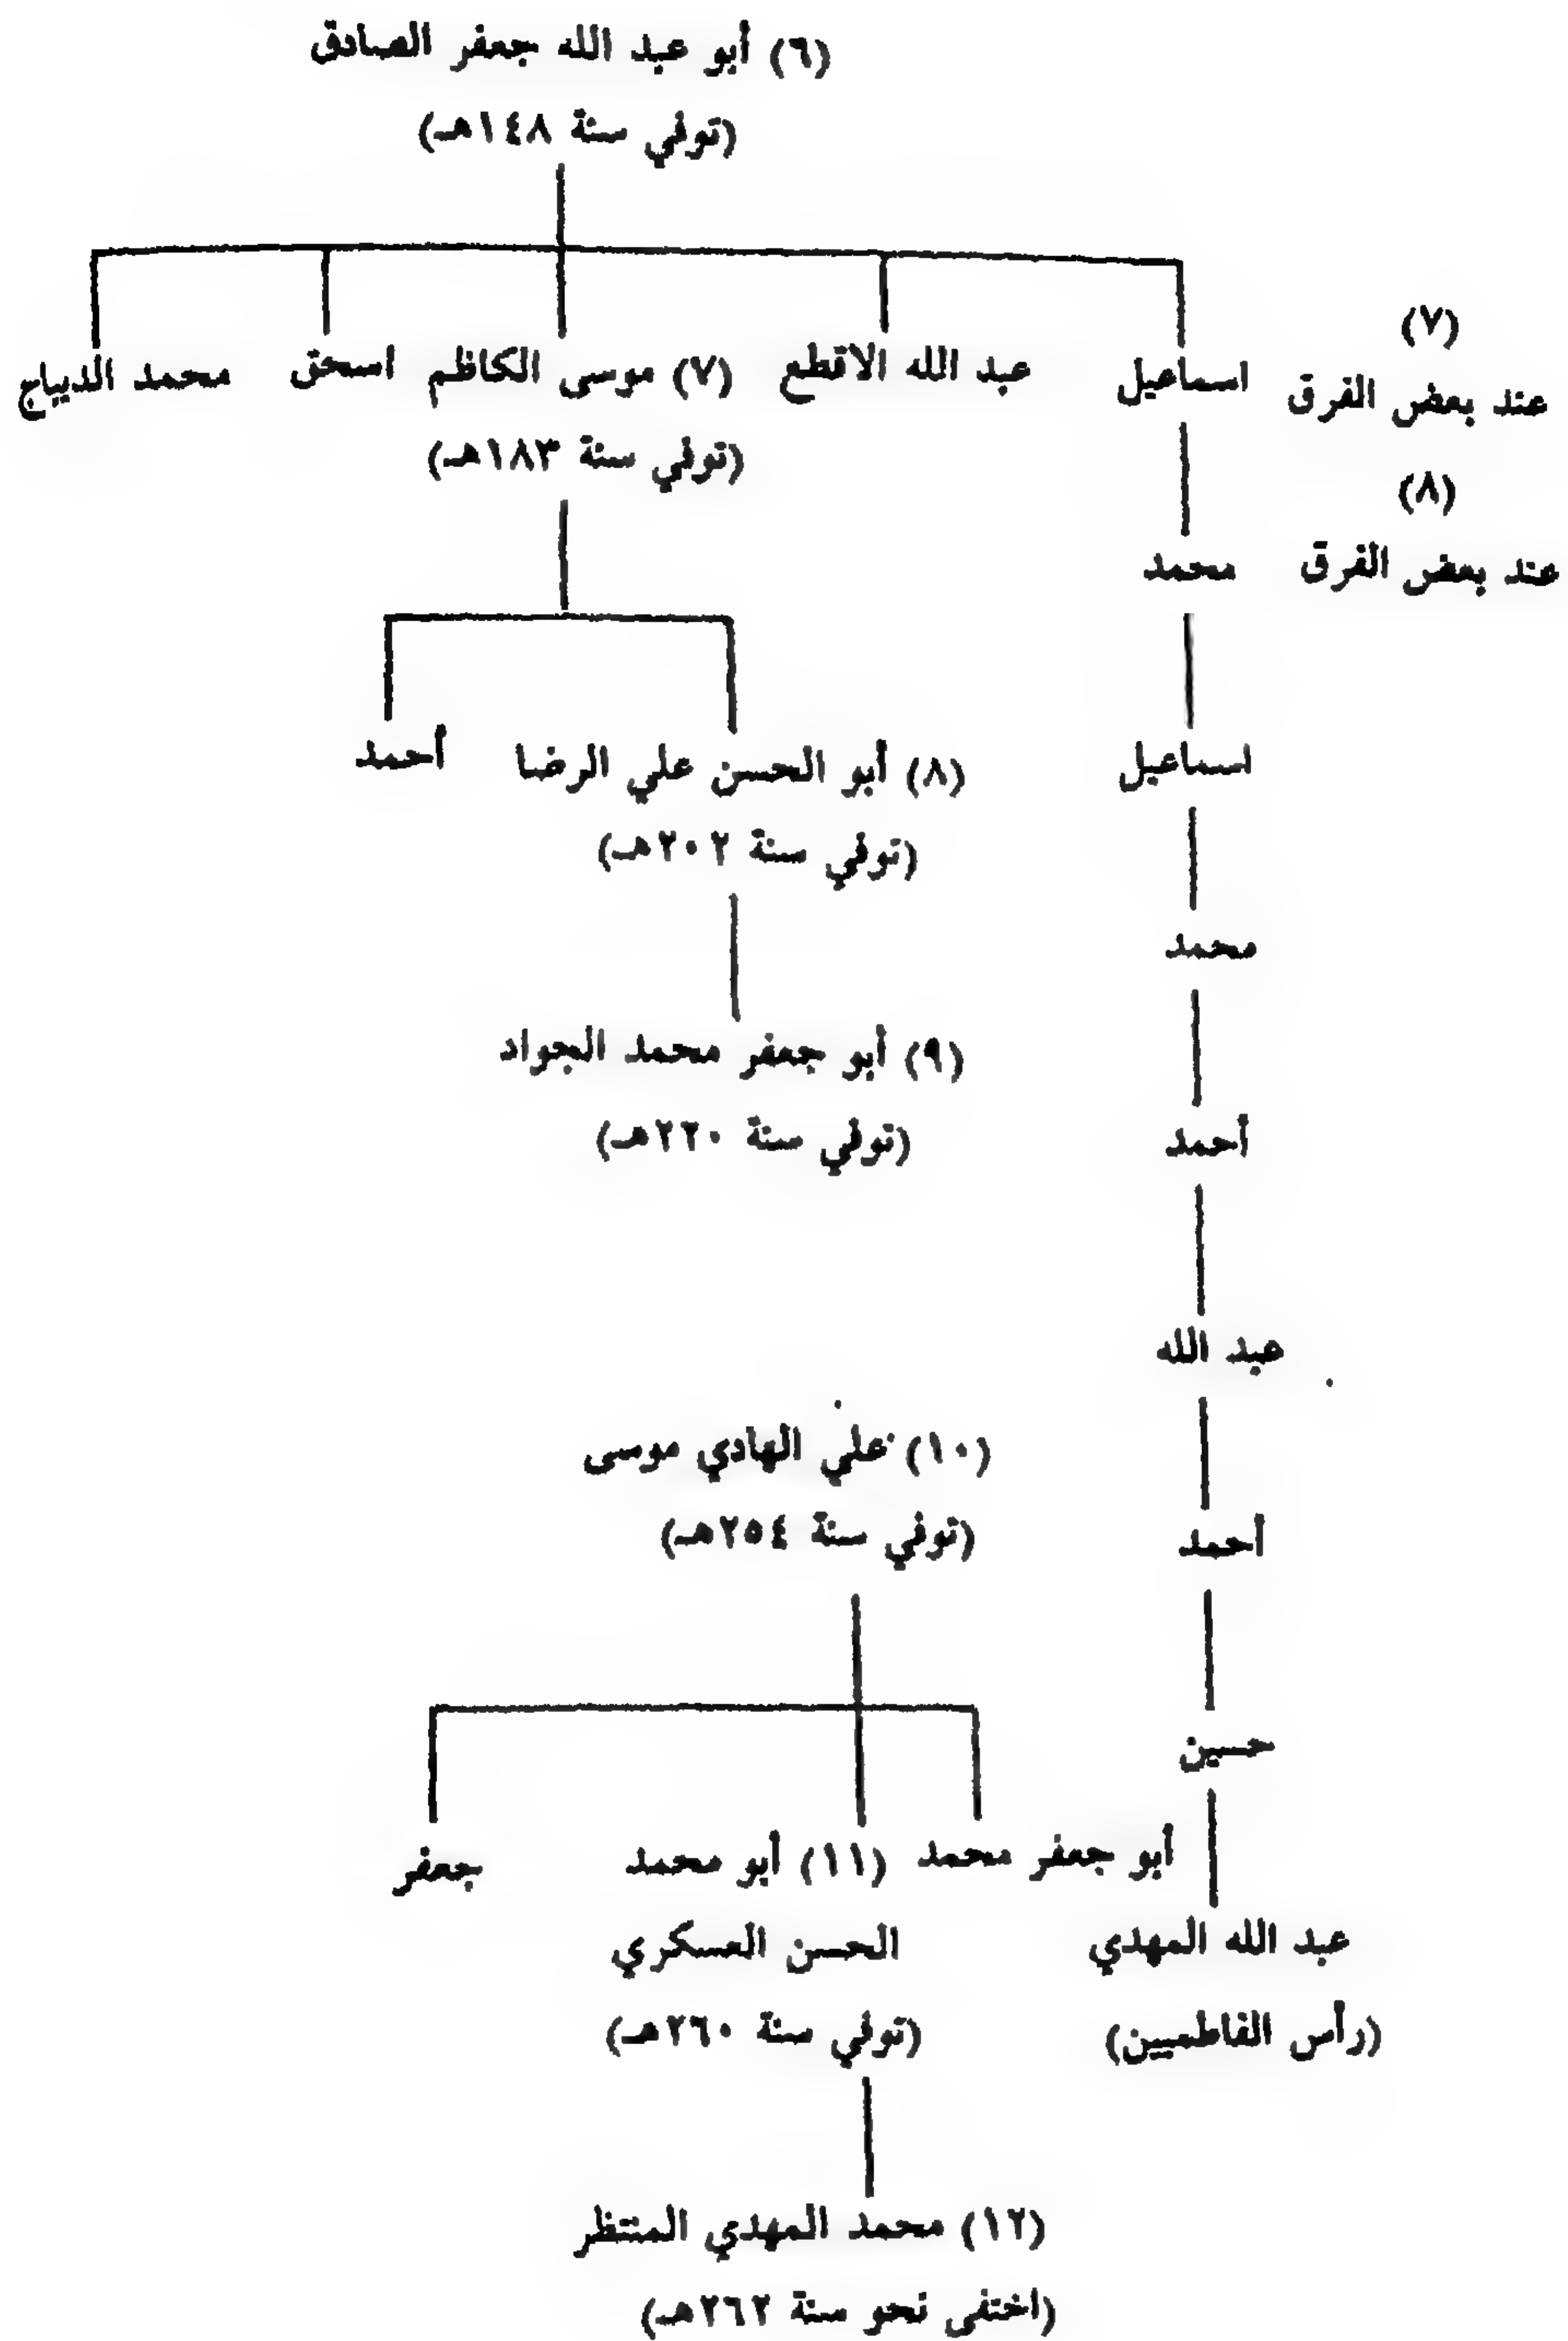 (٦) أبو عبد الله جعفر الصادق
(توفي سنة ١٤٨هـ)
(٧)
عند بعض الفرق
اسماعيل
عبد الله الاقطع
(٧) موسى الكاظم
اسحق
محمد الديباج
(توفي سنة ١٨٣هـ)
(٨)
عند بعض الفرق
محمد
اسماعيل
(٨) أبو الحسن علي الرضا
أحمد
(توفي سنة ٢٠٢هـ)
محمد
(٩) أبو جعفر محمد الجواد
(توفي سنة ٢٢٠هـ)
أحمد
عبد الله
(١٠) علي الهادي موسى
(توفي سنة ٢٥٤هـ)
أحمد
حسين
أبو جعفر محمد
(١١) أبو محمد
جعفر
الحسن العسكري
(توفي سنة ٢٦٠هـ)
عبد الله المهدي
(رأس الفاطميين)
(١٢) محمد المهدي المنتظر
(اختفى نحو سنة ٢٦٢هـ)